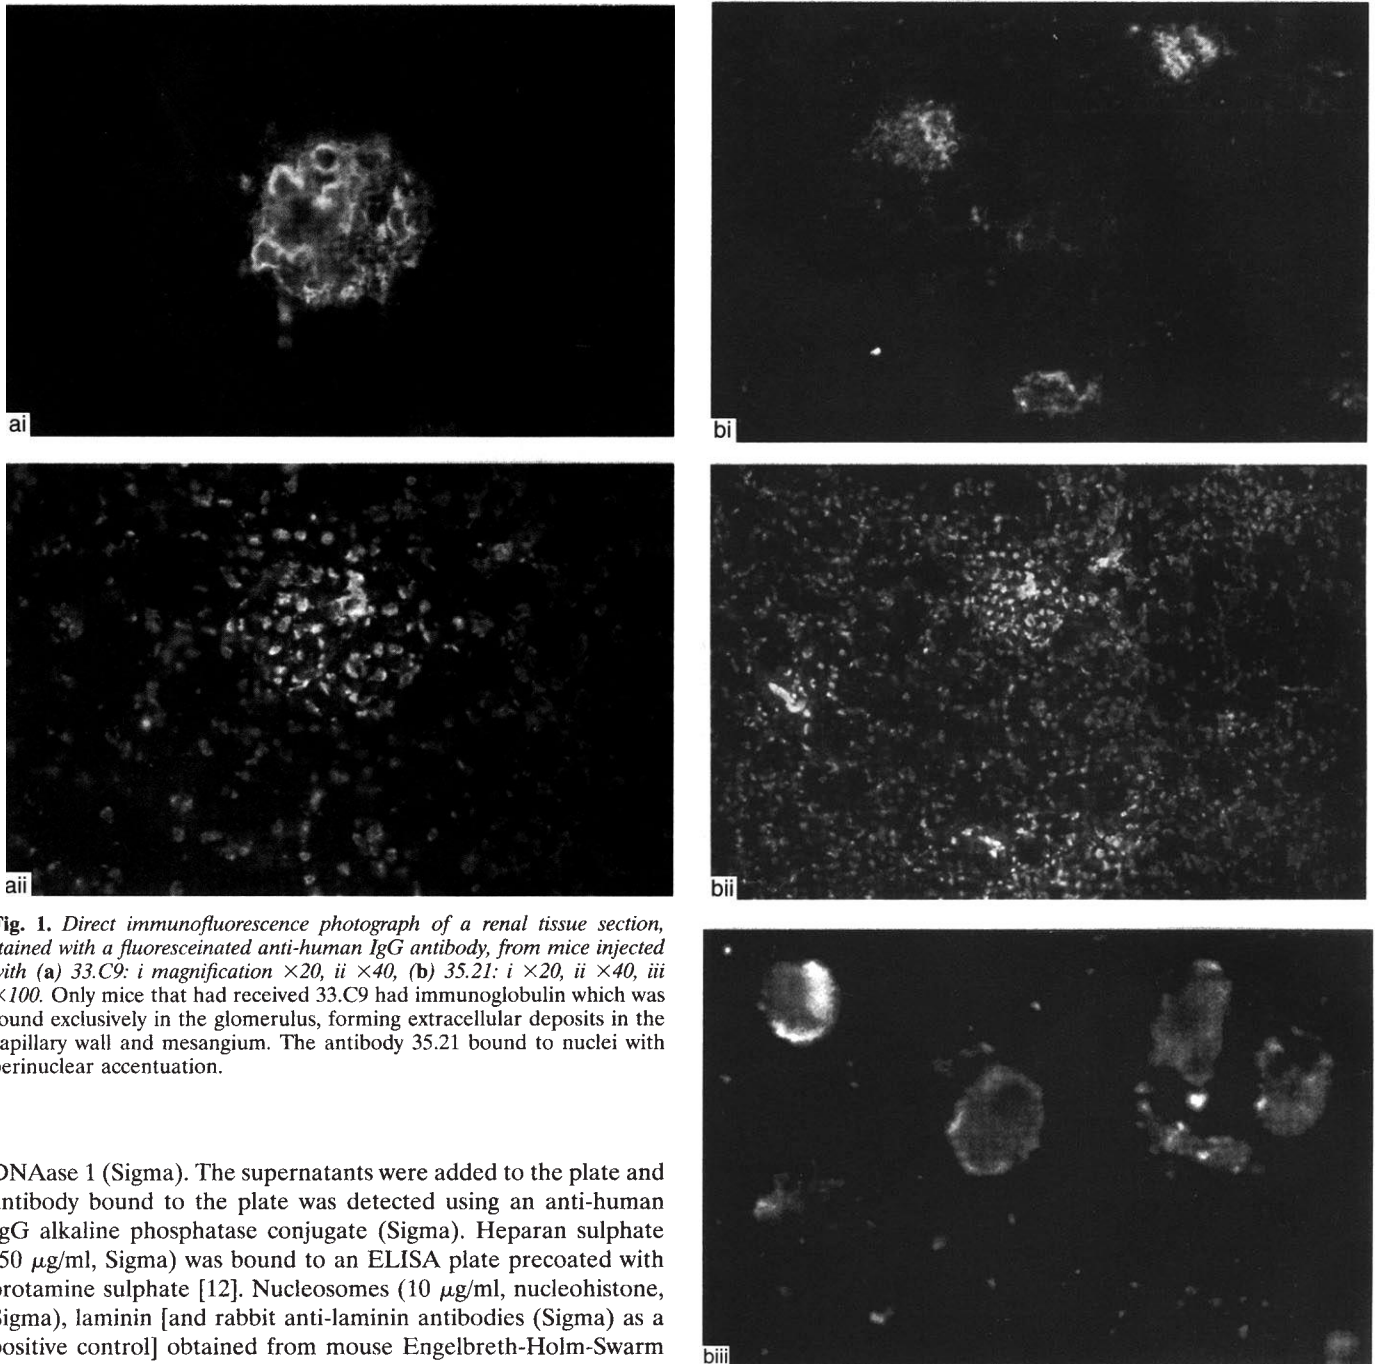 ai
bi
aii
bii
Fig. 1. Direct immunofluorescence photograph of a renal tissue section,
tained with a fluoresceinated anti-human IgG antibody, from mice injected
vith (a) 33.C9: i magnification ×20, ii ×40, (b) 35.21: i ×20, ii ×40, iii
×100. Only mice that had received 33.C9 had immunoglobulin which was
ound exclusively in the glomerulus, forming extracellular deposits in the
apillary wall and mesangium. The antibody 35.21 bound to nuclei with
perinuclear accentuation.
DNAase 1 (Sigma). The supernatants were added to the plate and
ntibody bound to the plate was detected using an anti-human
gG alkaline phosphatase conjugate (Sigma). Heparan sulphate
50 μg/ml, Sigma) was bound to an ELISA plate precoated with
protamine sulphate [12]. Nucleosomes (10 μg/ml, nucleohistone,
Sigma), laminin [and rabbit anti-laminin antibodies (Sigma) as a
positive control] obtained from mouse Engelbreth-Holm-Swarm
biii